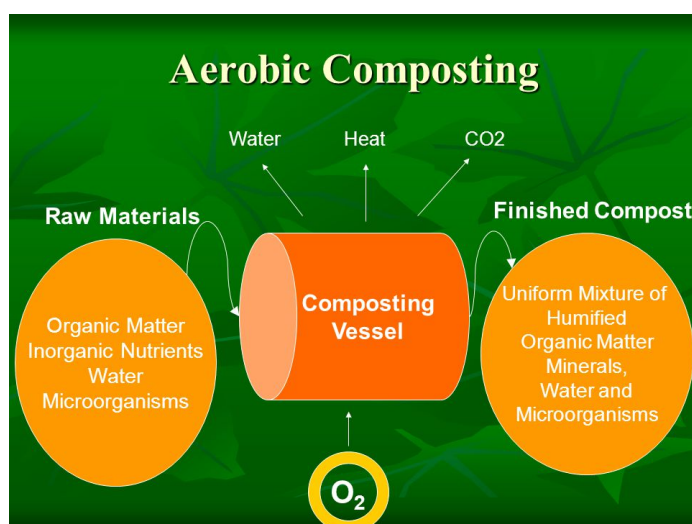 Aerobic Composting
Water
Heat
CO2
Raw Materials
Finished Compost
Organic Matter
Inorganic Nutrients
Water
Microorganisms
Composting
Vessel
Uniform Mixture of
Humified
Organic Matter
Minerals,
Water and
Microorganisms
O₂